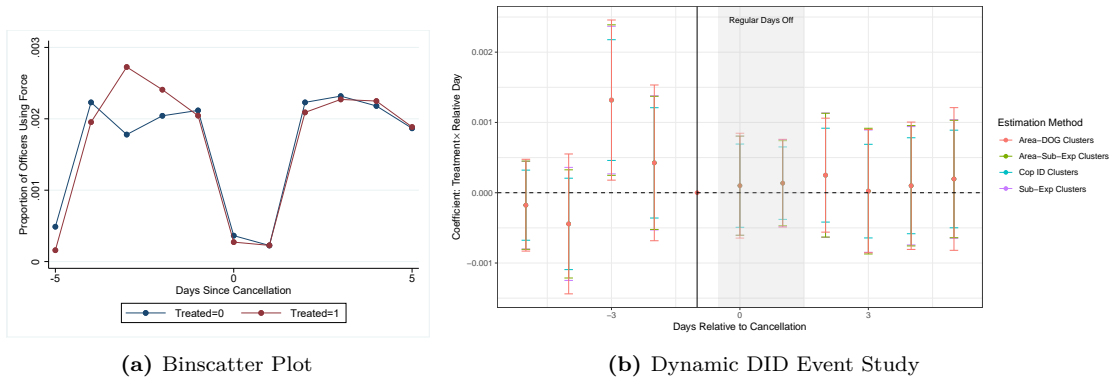 .003
.002
.001
0
Proportion of Officers Using Force
-5
0
5
Days Since Cancellation
Treated=0
Treated=1
(a) Binscatter Plot
0.002
0.001
0.000
−0.001
Coefficient: Treatment× Relative Day
Regular Days Off
−3
0
3
Days Relative to Cancellation
Estimation Method
Area−DOG Clusters
Area−Sub−Exp Clusters
Cop ID Clusters
Sub−Exp Clusters
(b) Dynamic DID Event Study